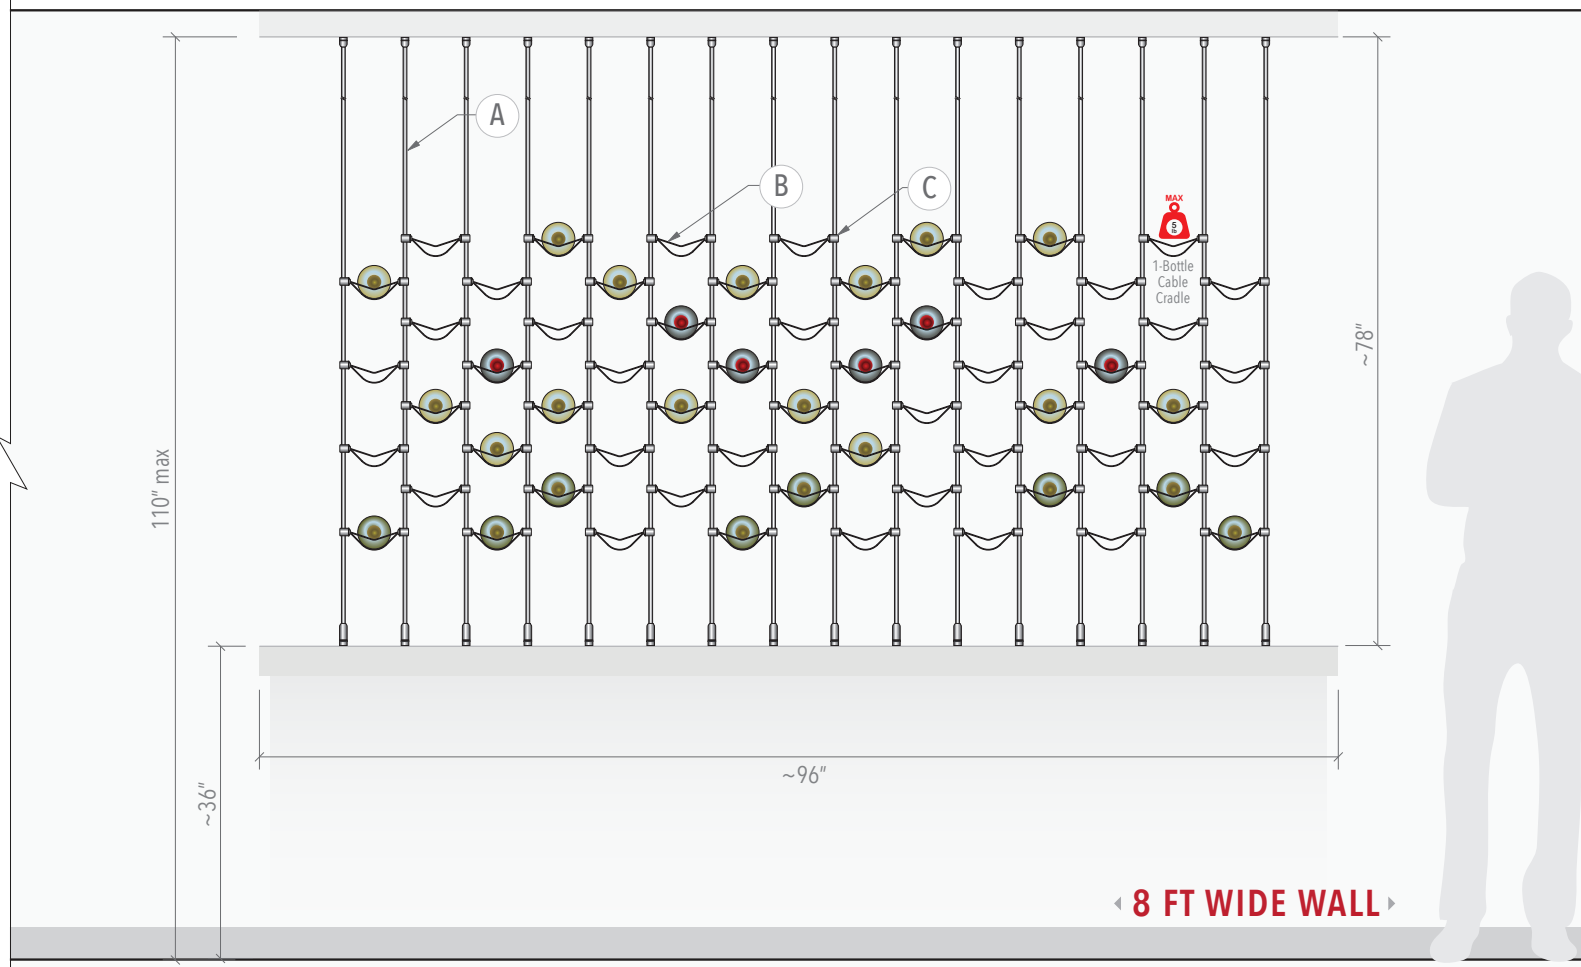 A
B
C
MAX
5
lb
1-Bottle
Cable
Cradle
~78"
110" max
~96"
~36"
8 FT WIDE WALL